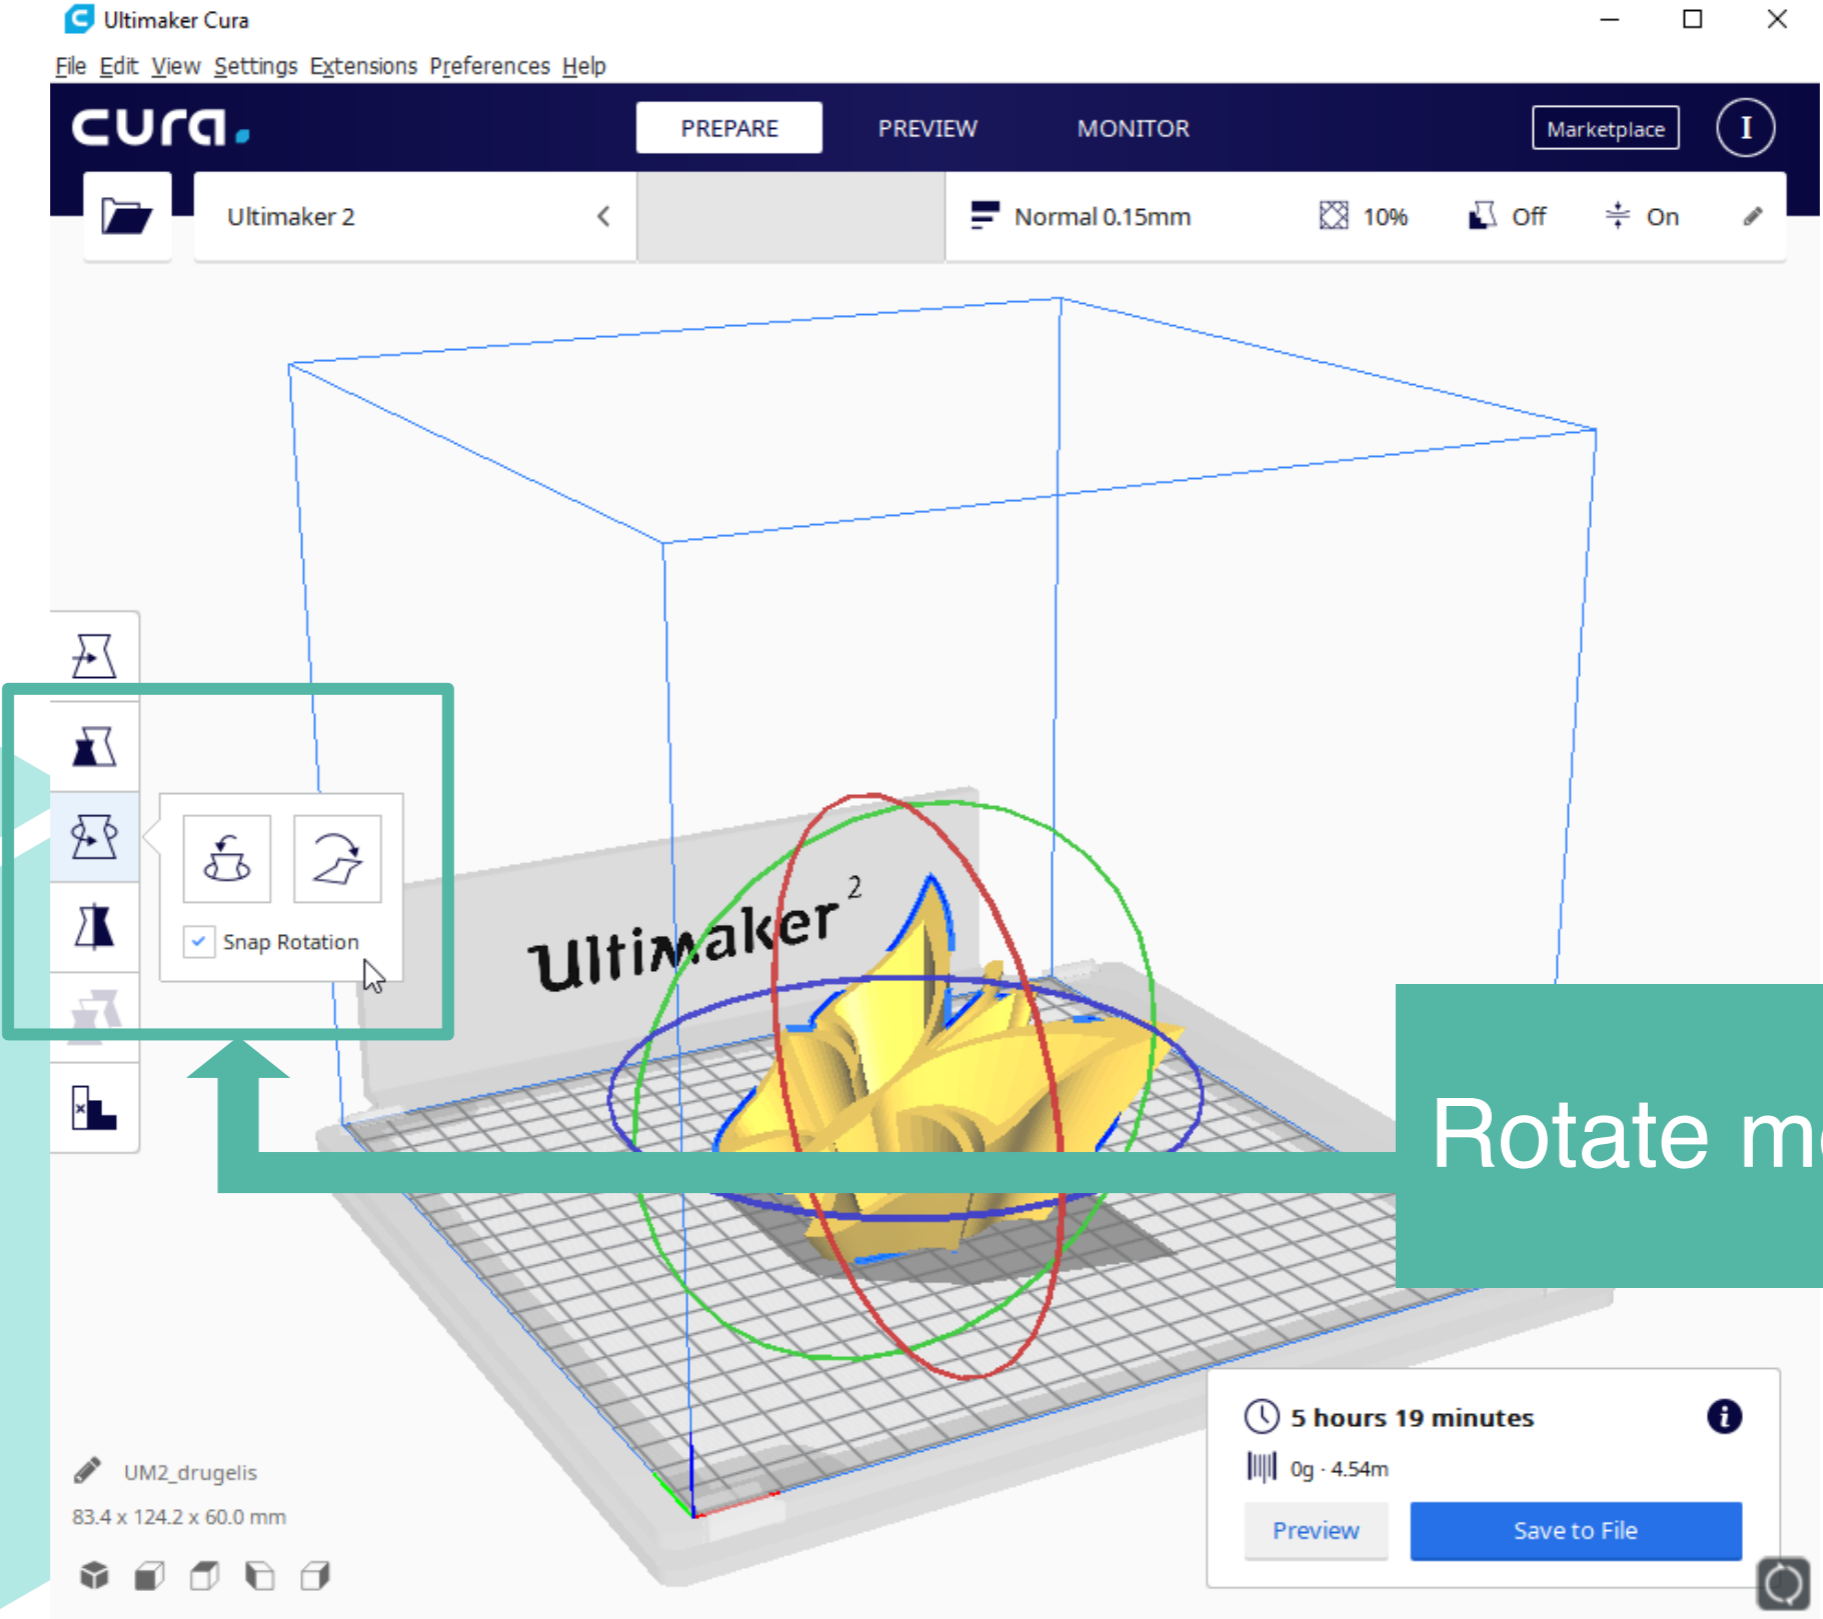 Ultimaker Cura
File Edit View Settings Extensions Preferences Help
cura.
PREPARE PREVIEW MONITOR Marketplace I
Ultimaker 2 Normal 0.15mm 10% Off On
Snap Rotation
Ultimaker 2
Rotate
5 hours 19 minutes
0g · 4.54m
Preview Save to File
UM2_drugelis
83.4 x 124.2 x 60.0 mm